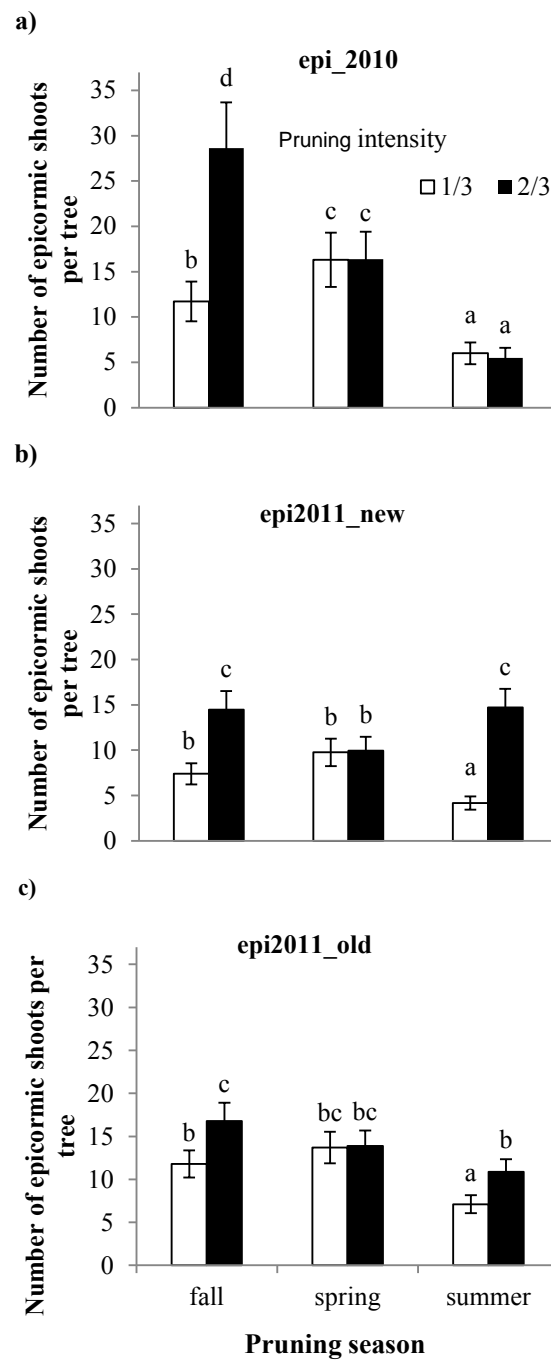 a)
epi_2010
Number of epicormic shoots
per tree
35
30
25
20
15
10
5
0
Pruning intensity
1/3 2/3
b d c c a a
b)
epi2011_new
Number of epicormic shoots
per tree
35
30
25
20
15
10
5
0
b c b b a c
c)
epi2011_old
Number of epicormic shoots per
tree
35
30
25
20
15
10
5
0
b c bc bc a b
fall spring summer
Pruning season